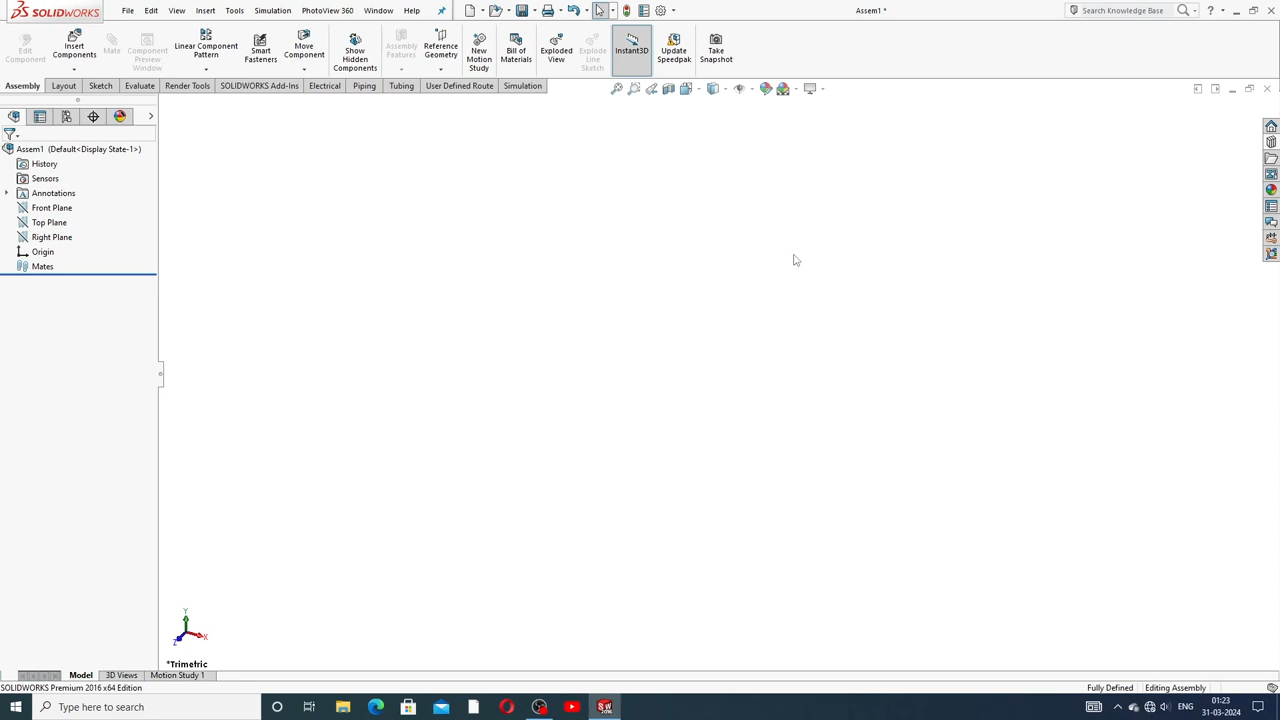 SOLIDWORKS File Edit View Insert Tools Simulation PhotoView 360 Window Help Assem1 * Search Knowledge Base ?
Edit Component
Insert Components
Mate
Component Preview Window
Linear Component Pattern
Smart Fasteners
Move Component
Show Hidden Components
Assembly Features
Reference Geometry
New Motion Study
Bill of Materials
Exploded View
Explode Line Sketch
Instant3D
Update Speedpak
Take Snapshot
Assembly Layout Sketch Evaluate Render Tools SOLIDWORKS Add-Ins Electrical Piping Tubing User Defined Route Simulation
Assem1 (Default<Display State-1>)
History
Sensors
Annotations
Front Plane
Top Plane
Right Plane
Origin
Mates
Y
X
Z
*Trimetric
Model 3D Views Motion Study 1
SOLIDWORKS Premium 2016 x64 Edition Fully Defined Editing Assembly
Type here to search ENG 01:23
31-03-2024